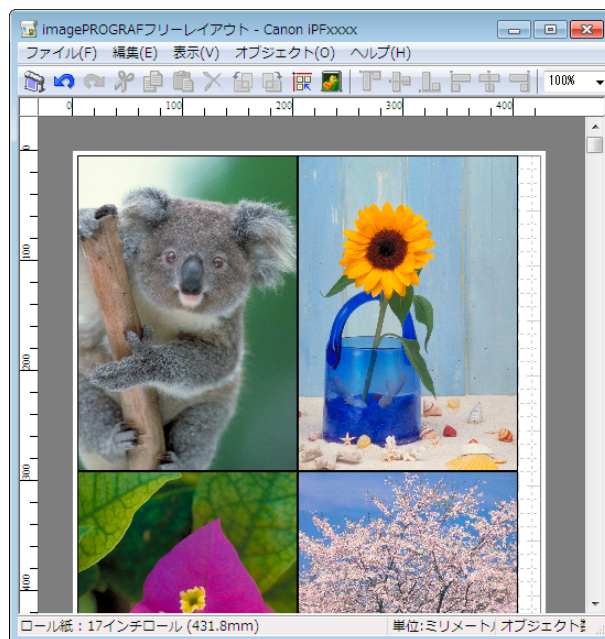 imagePROGRAFフリーレイアウト - Canon iPFxxxx
ファイル(F) 編集(E) 表示(V) オブジェクト(O) ヘルプ(H)
100%
0 100 200 300 400
0
100
200
300
400
ロール紙：17インチロール (431.8mm) 単位:ミリメート オブジェクト